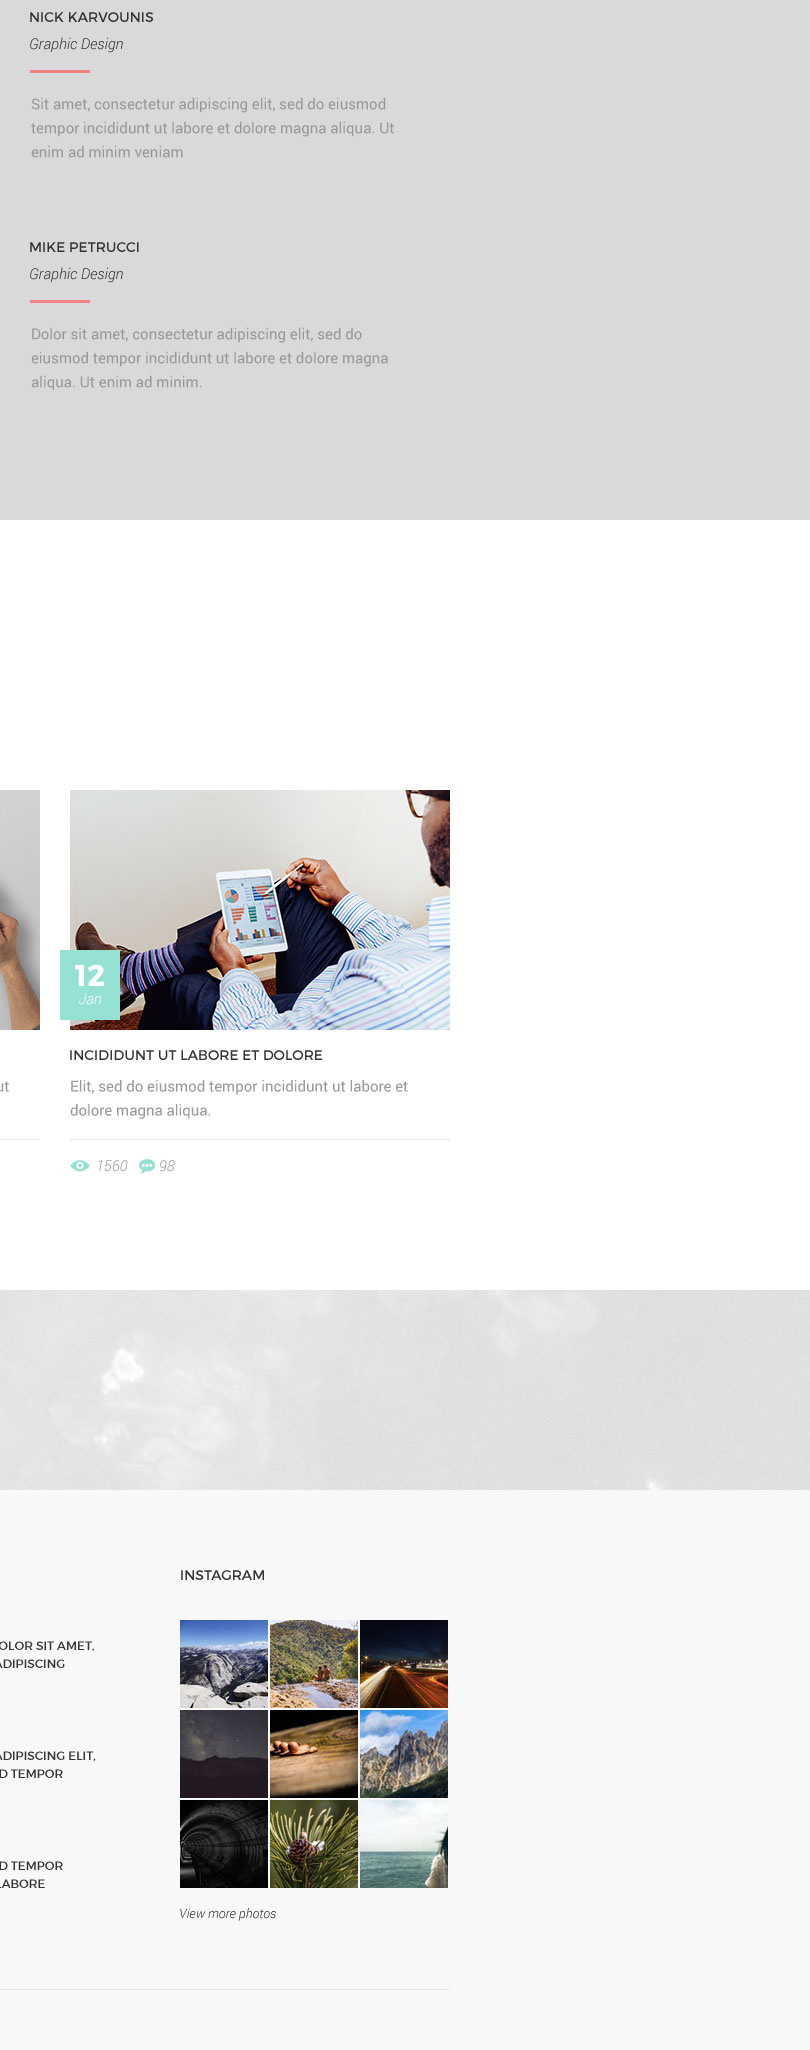 NICK KARVOUNIS
Graphic Design
Sit amet, consectetur adipiscing elit, sed do eiusmod
tempor incididunt ut labore et dolore magna aliqua. Ut
enim ad minim veniam
MIKE PETRUCCI
Graphic Design
Dolor sit amet, consectetur adipiscing elit, sed do
eiusmod tempor incididunt ut labore et dolore magna
aliqua. Ut enim ad minim.
12
Jan
INCIDIDUNT UT LABORE ET DOLORE
ut
Elit, sed do eiusmod tempor incididunt ut labore et
dolore magna aliqua.
1560 98
OLOR SIT AMET,
ADIPISCING
ADIPISCING ELIT,
D TEMPOR
D TEMPOR
LABORE
INSTAGRAM
View more photos